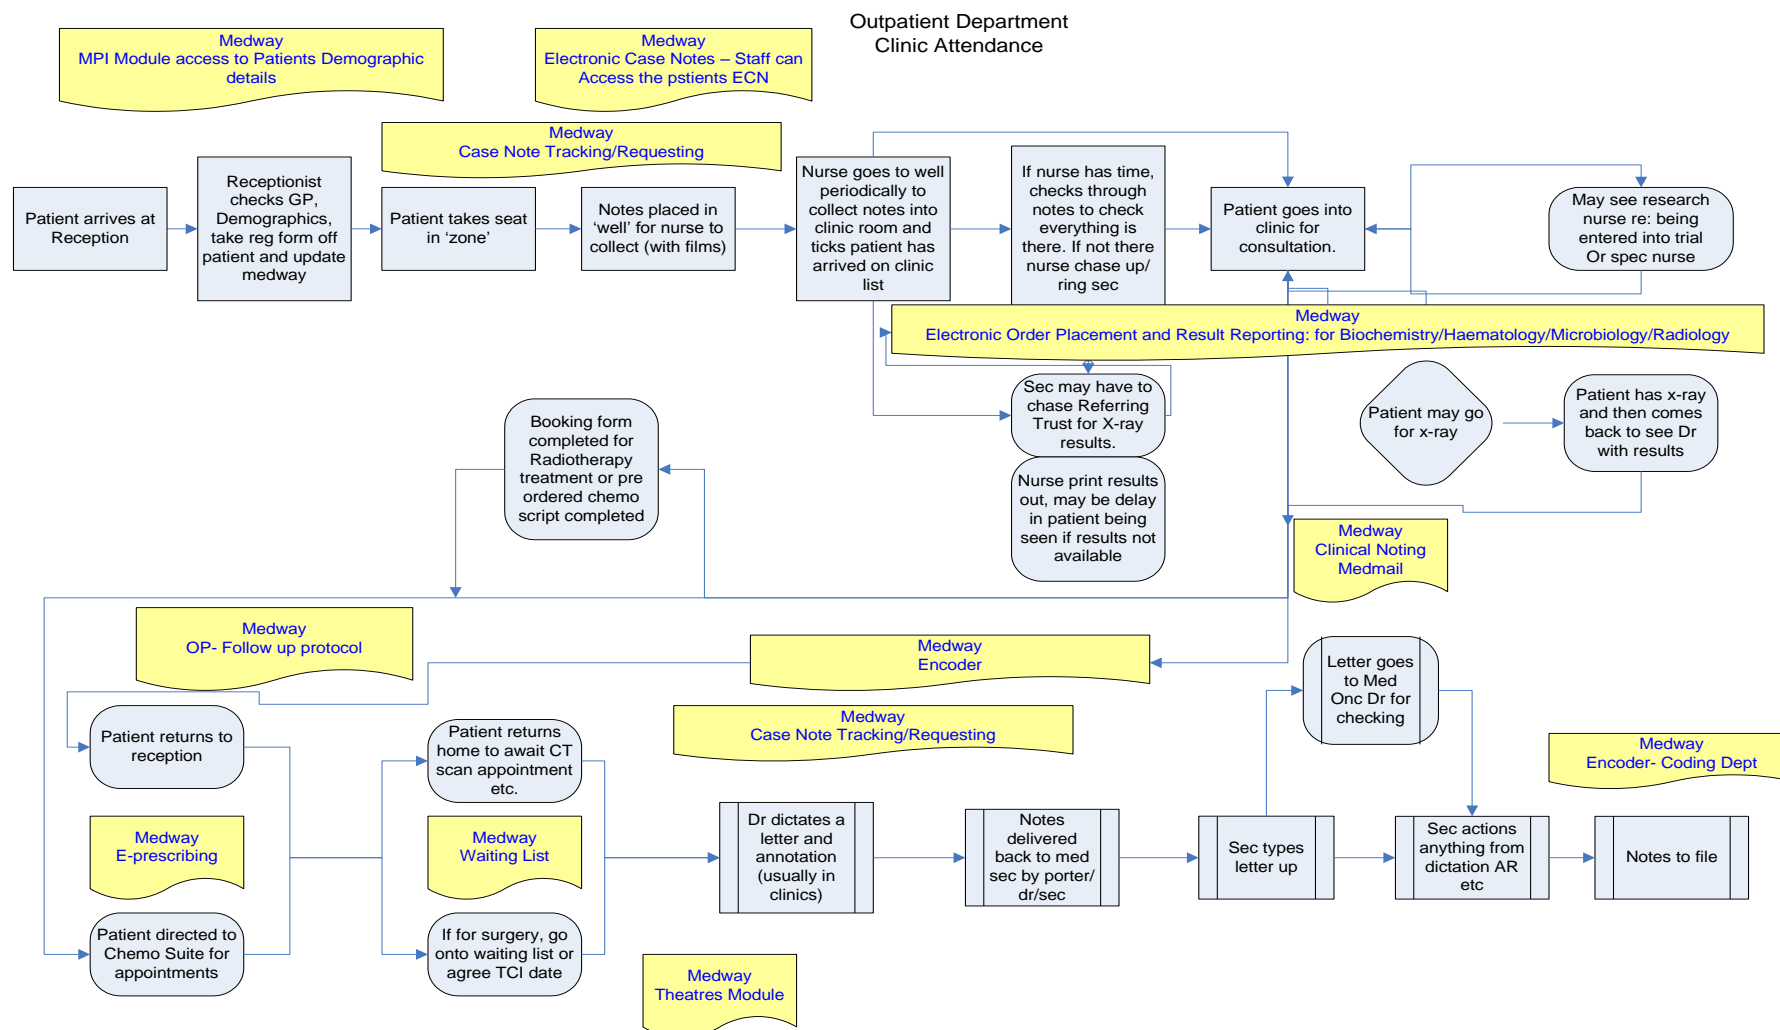 Outpatient Department
Clinic Attendance
Medway
MPI Module access to Patients Demographic
details
Medway
Electronic Case Notes – Staff can
Access the pstients ECN
Medway
Case Note Tracking/Requesting
Patient arrives at
Reception
Receptionist
checks GP,
Demographics,
take reg form off
patient and update
medway
Patient takes seat
in ‘zone’
Notes placed in
‘well’ for nurse to
collect (with films)
Nurse goes to well
periodically to
collect notes into
clinic room and
ticks patient has
arrived on clinic
list
If nurse has time,
checks through
notes to check
everything is
there. If not there
nurse chase up/
ring sec
Patient goes into
clinic for
consultation.
May see research
nurse re: being
entered into trial
Or spec nurse
Medway
Electronic Order Placement and Result Reporting: for Biochemistry/Haematology/Microbiology/Radiology
Sec may have to
chase Referring
Trust for X-ray
results.
Nurse print results
out, may be delay
in patient being
seen if results not
available
Patient may go
for x-ray
Patient has x-ray
and then comes
back to see Dr
with results
Booking form
completed for
Radiotherapy
treatment or pre
ordered chemo
script completed
Medway
Clinical Noting
Medmail
Medway
OP- Follow up protocol
Medway
Encoder
Letter goes
to Med
Onc Dr for
checking
Patient returns to
reception
Patient returns
home to await CT
scan appointment
etc.
Medway
Case Note Tracking/Requesting
Medway
Encoder- Coding Dept
Medway
E-prescribing
Medway
Waiting List
Dr dictates a
letter and
annotation
(usually in
clinics)
Notes
delivered
back to med
sec by porter/
dr/sec
Sec types
letter up
Sec actions
anything from
dictation AR
etc
Notes to file
Patient directed to
Chemo Suite for
appointments
If for surgery, go
onto waiting list or
agree TCI date
Medway
Theatres Module